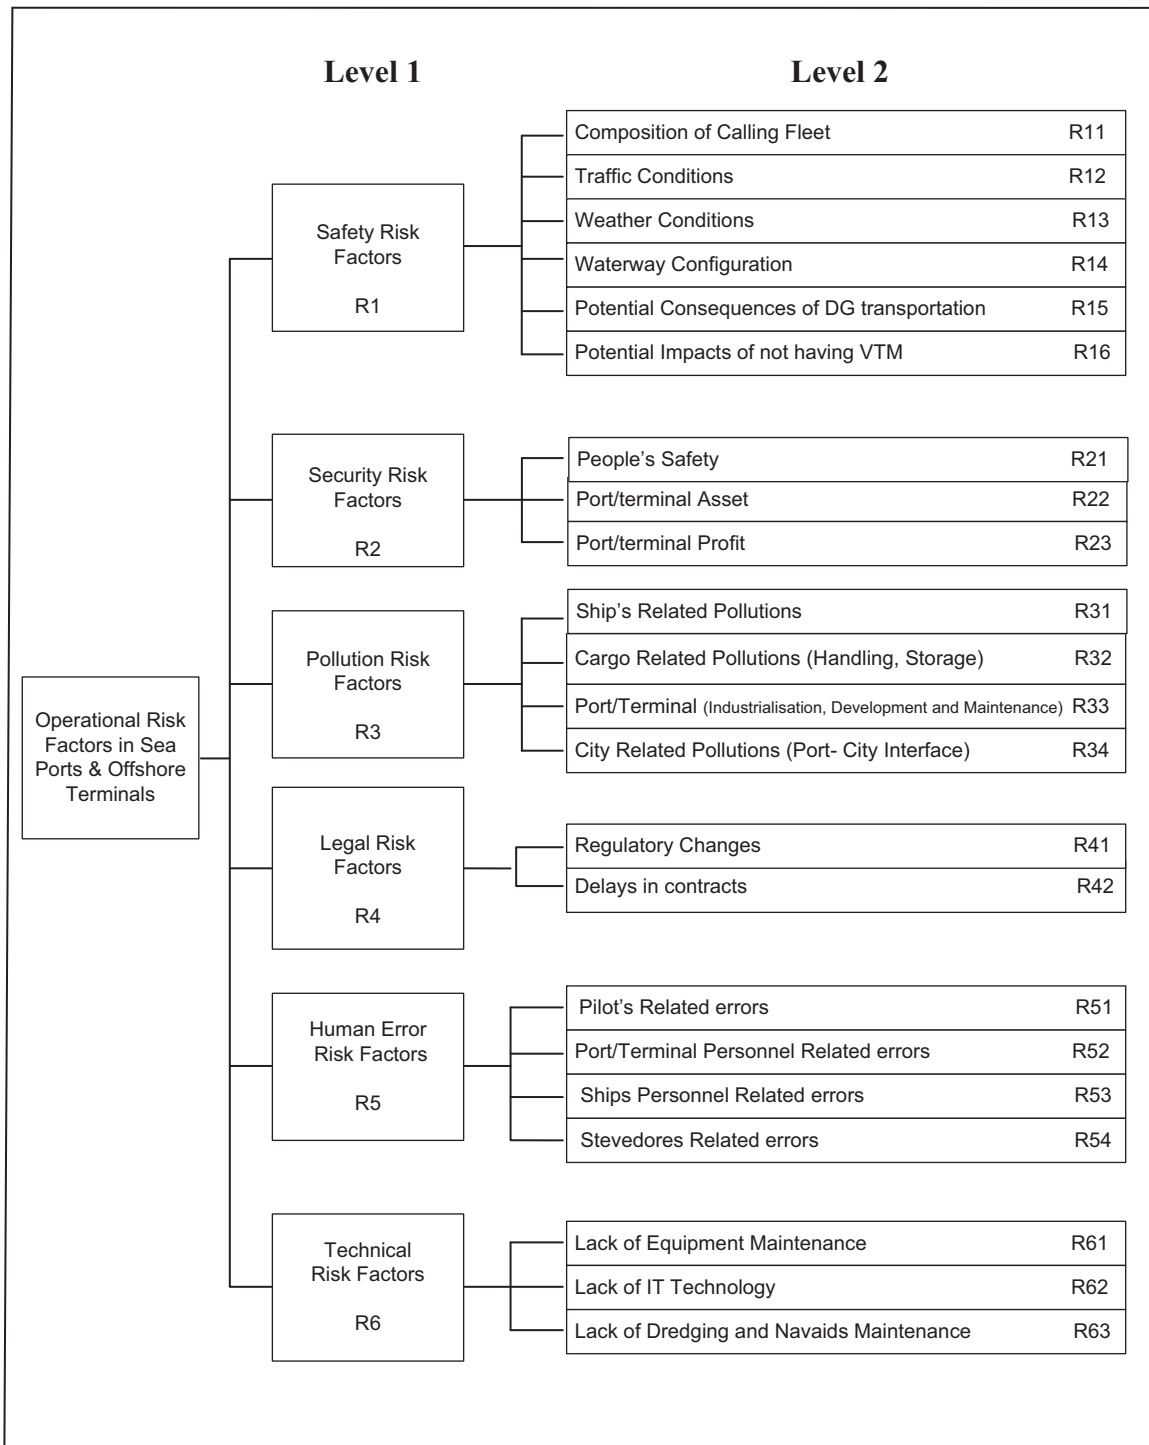 Level 1
Level 2
Operational Risk
Factors in Sea
Ports & Offshore
Terminals
Safety Risk
Factors
R1
Composition of Calling Fleet R11
Traffic Conditions R12
Weather Conditions R13
Waterway Configuration R14
Potential Consequences of DG transportation R15
Potential Impacts of not having VTM R16
Security Risk
Factors
R2
People’s Safety R21
Port/terminal Asset R22
Port/terminal Profit R23
Pollution Risk
Factors
R3
Ship’s Related Pollutions R31
Cargo Related Pollutions (Handling, Storage) R32
Port/Terminal (Industrialisation, Development and Maintenance) R33
City Related Pollutions (Port- City Interface) R34
Legal Risk
Factors
R4
Regulatory Changes R41
Delays in contracts R42
Human Error
Risk Factors
R5
Pilot’s Related errors R51
Port/Terminal Personnel Related errors R52
Ships Personnel Related errors R53
Stevedores Related errors R54
Technical
Risk Factors
R6
Lack of Equipment Maintenance R61
Lack of IT Technology R62
Lack of Dredging and Navaids Maintenance R63